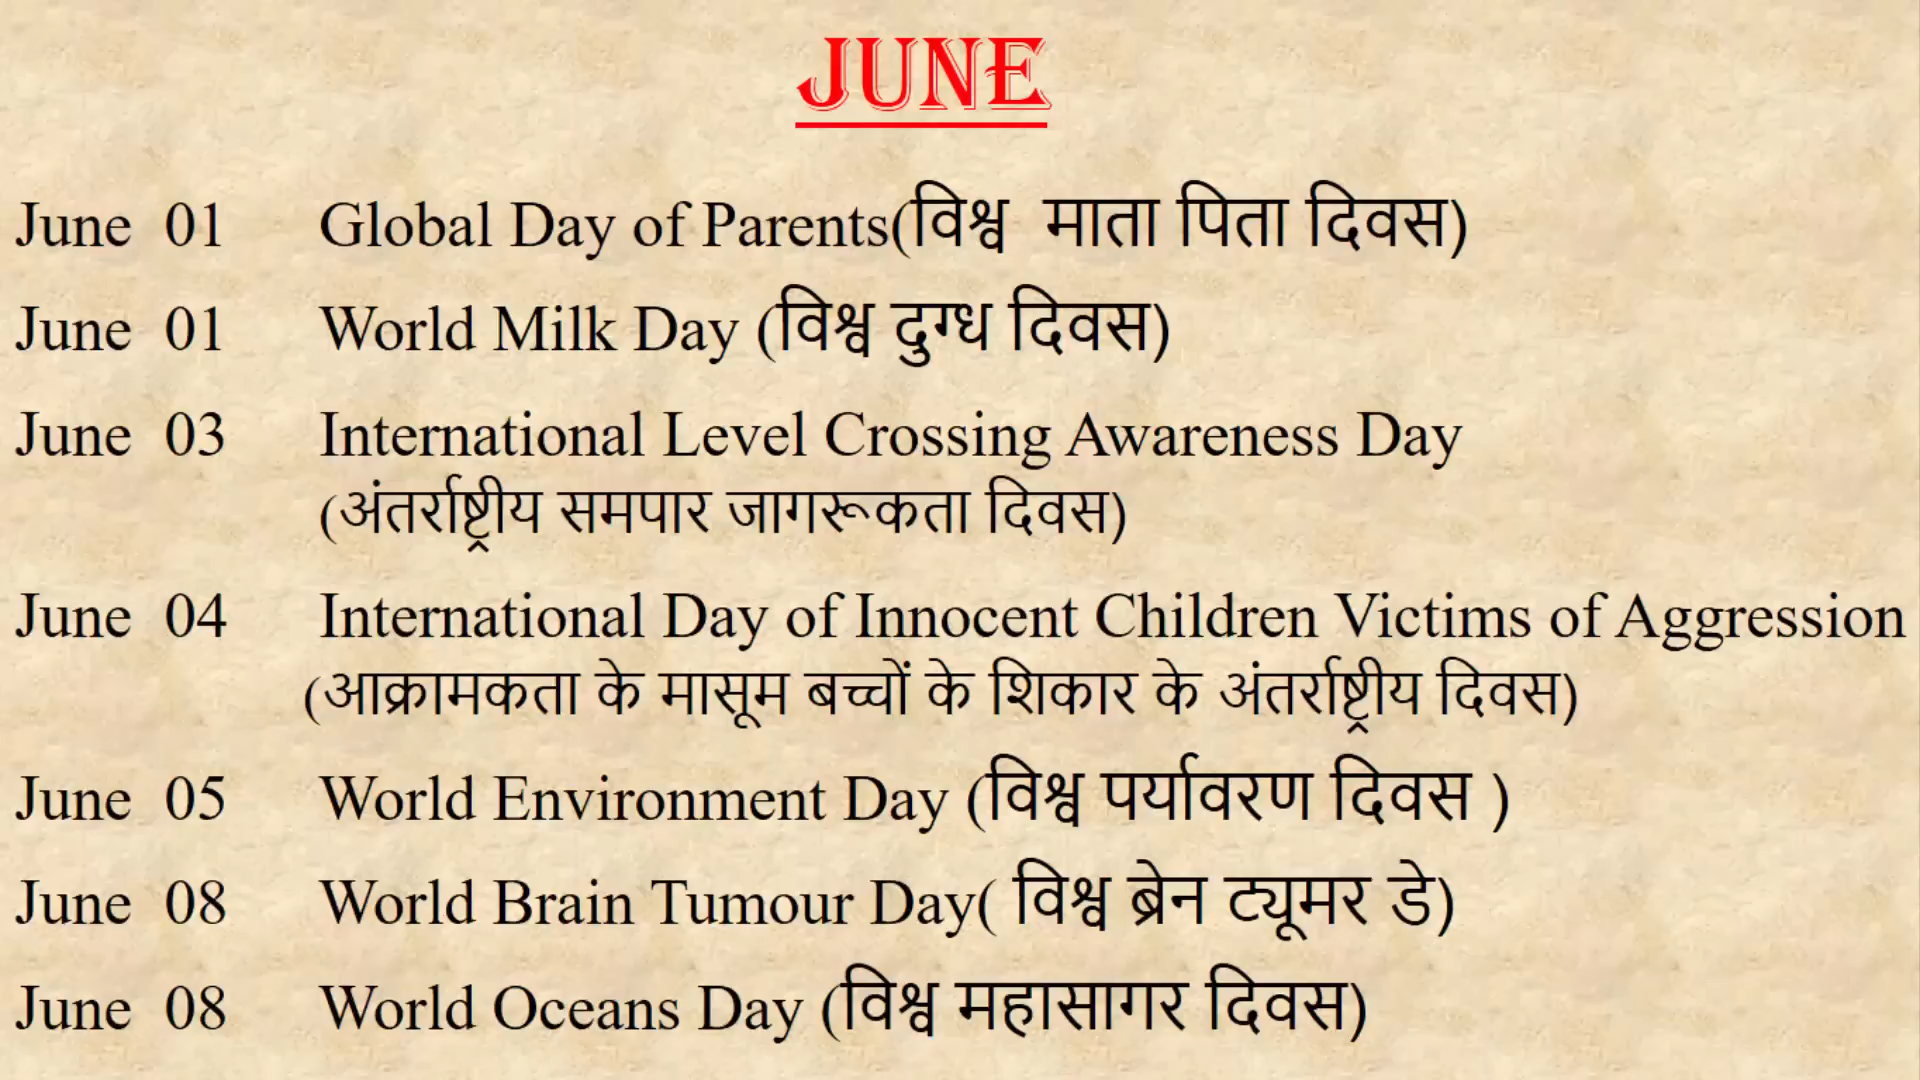 JUNE
June 01 Global Day of Parents(विश्व माता पिता दिवस)
June 01 World Milk Day (विश्व दुग्ध दिवस)
June 03 International Level Crossing Awareness Day
(अंतर्राष्ट्रीय समपार जागरूकता दिवस)
June 04 International Day of Innocent Children Victims of Aggression
(आक्रामकता के मासूम बच्चों के शिकार के अंतर्राष्ट्रीय दिवस)
June 05 World Environment Day (विश्व पर्यावरण दिवस )
June 08 World Brain Tumour Day( विश्व ब्रेन ट्यूमर डे)
June 08 World Oceans Day (विश्व महासागर दिवस)